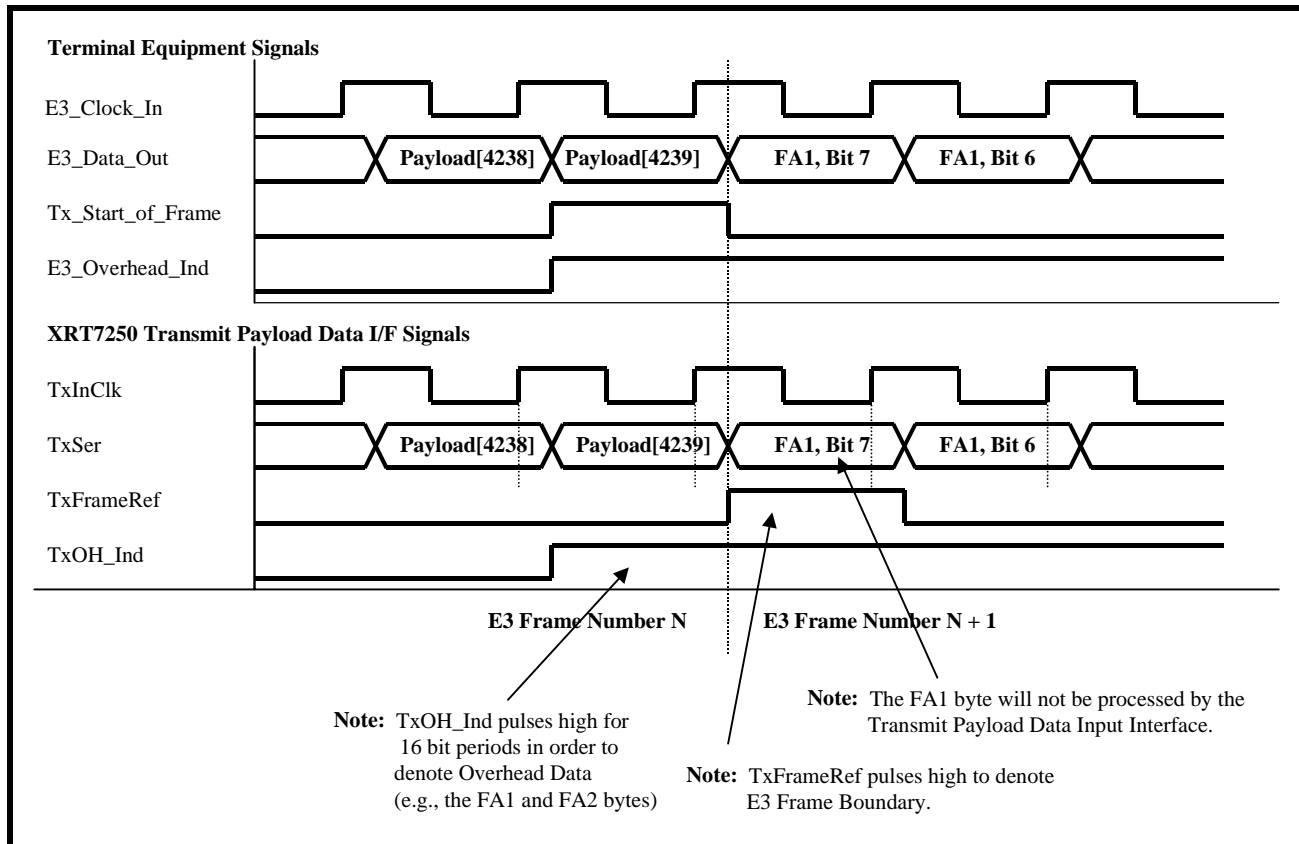 Terminal Equipment Signals
E3_Clock_In
E3_Data_Out
Payload[4238]
Payload[4239]
FA1, Bit 7
FA1, Bit 6
Tx_Start_of_Frame
E3_Overhead_Ind
XRT7250 Transmit Payload Data I/F Signals
TxInClk
TxSer
Payload[4238]
Payload[4239]
FA1, Bit 7
FA1, Bit 6
TxFrameRef
TxOH_Ind
E3 Frame Number N
E3 Frame Number N + 1
Note: The FA1 byte will not be processed by the
Transmit Payload Data Input Interface.
Note: TxOH_Ind pulses high for
16 bit periods in order to
denote Overhead Data
(e.g., the FA1 and FA2 bytes)
Note: TxFrameRef pulses high to denote
E3 Frame Boundary.